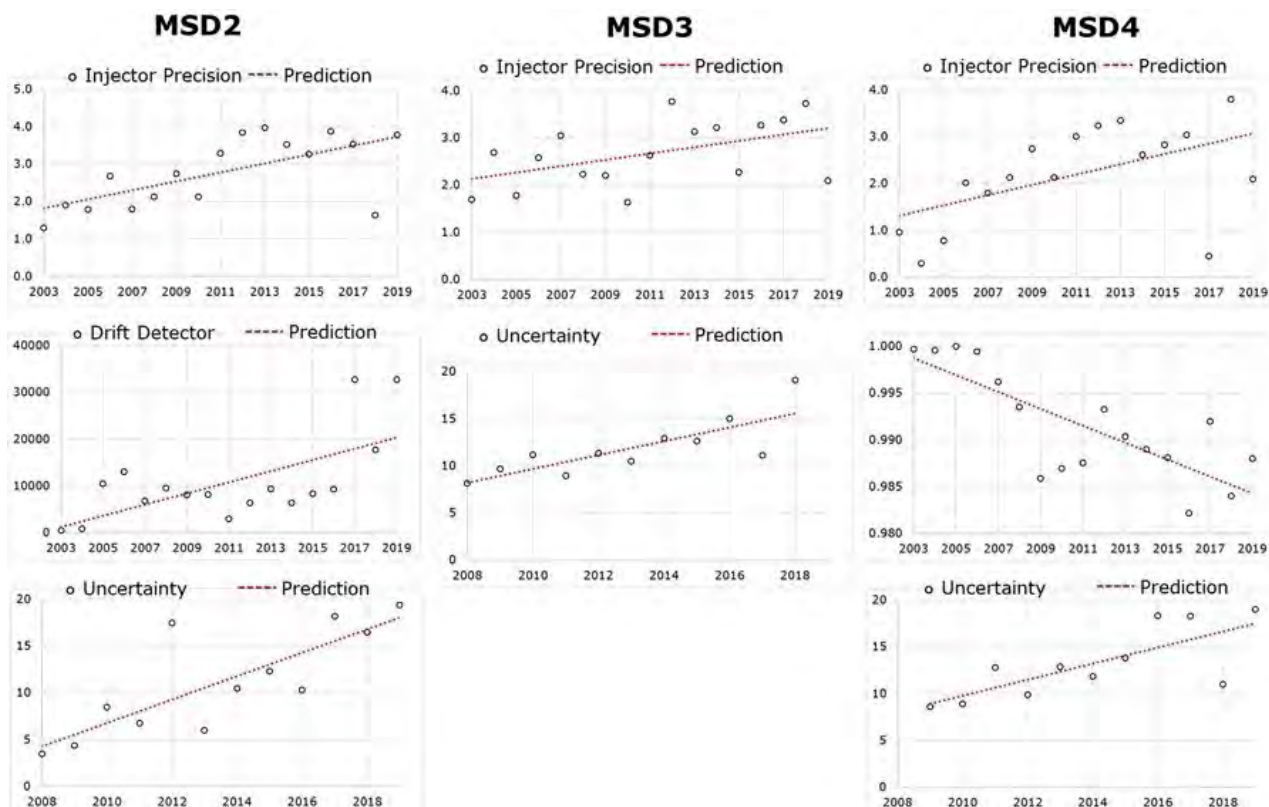 MSD2
MSD3
MSD4
Injector Precision Prediction
5.0
4.0
3.0
2.0
1.0
0.0
2003 2005 2007 2009 2011 2013 2015 2017 2019
Injector Precision Prediction
4.0
3.0
2.0
1.0
0.0
2003 2005 2007 2009 2011 2013 2015 2017 2019
Injector Precision Prediction
4.0
3.0
2.0
1.0
0.0
2003 2005 2007 2009 2011 2013 2015 2017 2019
Drift Detector Prediction
40000
30000
20000
10000
0
2003 2005 2007 2009 2011 2013 2015 2017 2019
Uncertainty Prediction
20
15
10
5
0
2008 2010 2012 2014 2016 2018
1.000
0.995
0.990
0.985
0.980
2003 2005 2007 2009 2011 2013 2015 2017 2019
Uncertainty Prediction
20
15
10
5
0
2008 2010 2012 2014 2016 2018
Uncertainty Prediction
20
15
10
5
0
2008 2010 2012 2014 2016 2018